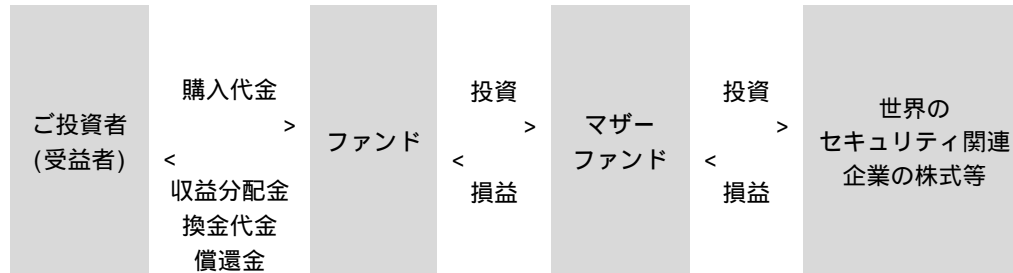 ご投資者
(受益者)
購入代金
>
<
収益分配金
換金代金
償還金
ファンド
投資
>
<
損益
マザー
ファンド
投資
>
<
損益
世界の
セキュリティ関連
企業の株式等